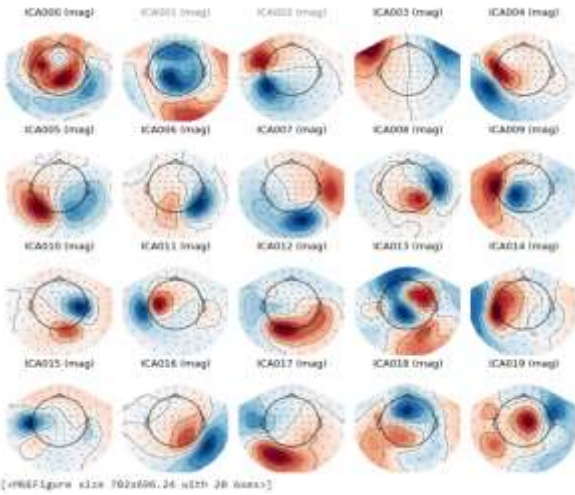 ICA000 (mag) ICA001 (mag) ICA002 (mag) ICA003 (mag) ICA004 (mag)
ICA005 (mag) ICA006 (mag) ICA007 (mag) ICA008 (mag) ICA009 (mag)
ICA010 (mag) ICA011 (mag) ICA012 (mag) ICA013 (mag) ICA014 (mag)
ICA015 (mag) ICA016 (mag) ICA017 (mag) ICA018 (mag) ICA019 (mag)
[<MNEFigure size 702x696.24 with 20 Axes>]